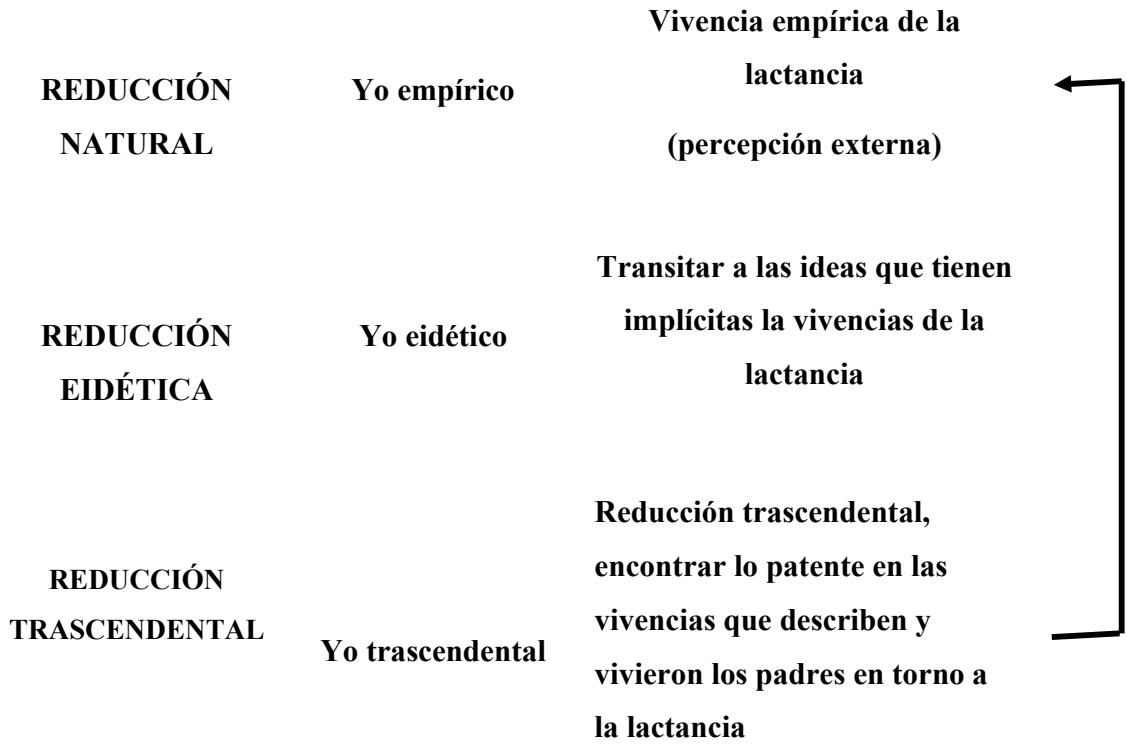 REDUCCIÓN
NATURAL
Yo empírico
Vivencia empírica de la
lactancia
(percepción externa)
REDUCCIÓN
EIDÉTICA
Yo eidético
Transitar a las ideas que tienen
implícitas la vivencias de la
lactancia
REDUCCIÓN
TRASCENDENTAL
Yo trascendental
Reducción trascendental,
encontrar lo patente en las
vivencias que describen y
vivieron los padres en torno a
la lactancia